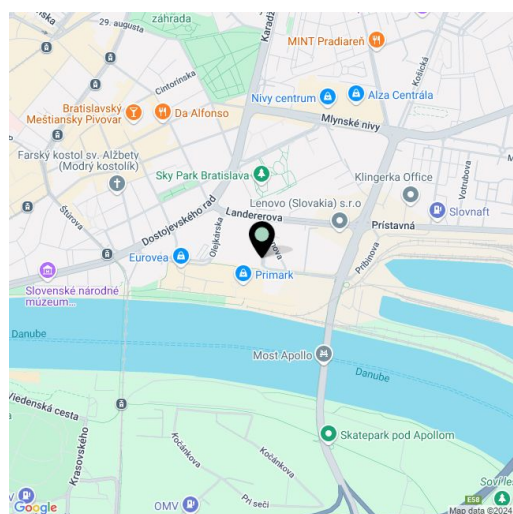 29. augusta
záhrada
Karadž
MINT Pradiareň
Košická
Cintorínska
Nivy centrum
Alza Centrála
Bratislavský
Meštiansky Pivovar
Da Alfonso
Mlynské nivy
Farský kostol sv. Alžbety
(Modrý kostolík)
Sky Park Bratislava
Klingerka Office
Votrubova
Lenovo (Slovakia) s.r.o
Slovnaft
Štúrova
Landererova
Prístavná
Dostojevského rad
Olejkárska
nova
Eurovea
Primark
Pribinova
Slovenské národné
múzeum...
Danube
Most Apollo
Danube
Viedenská cesta
Krasovského
Kočánkova
Kočánkova
Skatepark pod Apollom
Soví les
OMV
Pri seči
E58
Google
Map data ©2024